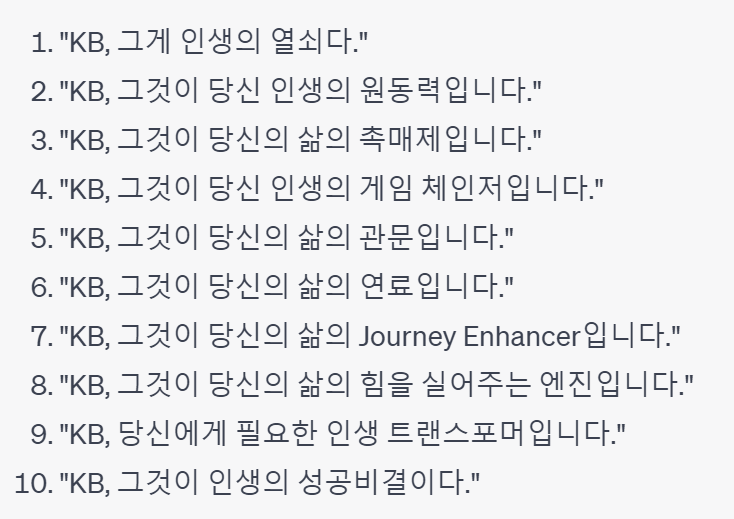 1. "KB, 그게 인생의 열쇠다."
2. "KB, 그것이 당신 인생의 원동력입니다."
3. "KB, 그것이 당신의 삶의 촉매제입니다."
4. "KB, 그것이 당신 인생의 게임 체인저입니다."
5. "KB, 그것이 당신의 삶의 관문입니다."
6. "KB, 그것이 당신의 삶의 연료입니다."
7. "KB, 그것이 당신의 삶의 Journey Enhancer입니다."
8. "KB, 그것이 당신의 삶의 힘을 실어주는 엔진입니다."
9. "KB, 당신에게 필요한 인생 트랜스포머입니다."
10. "KB, 그것이 인생의 성공비결이다."